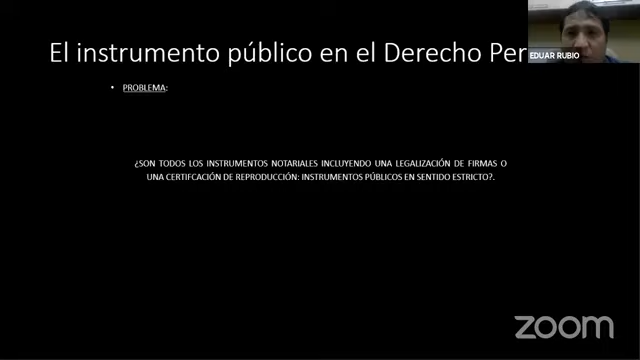 El instrumento público en el Derecho Per
EDUAR RUBIO
• PROBLEMA:
¿SON TODOS LOS INSTRUMENTOS NOTARIALES INCLUYENDO UNA LEGALIZACIÓN DE FIRMAS O
UNA CERTIFCACIÓN DE REPRODUCCIÓN: INSTRUMENTOS PÚBLICOS EN SENTIDO ESTRICTO?.
zoom